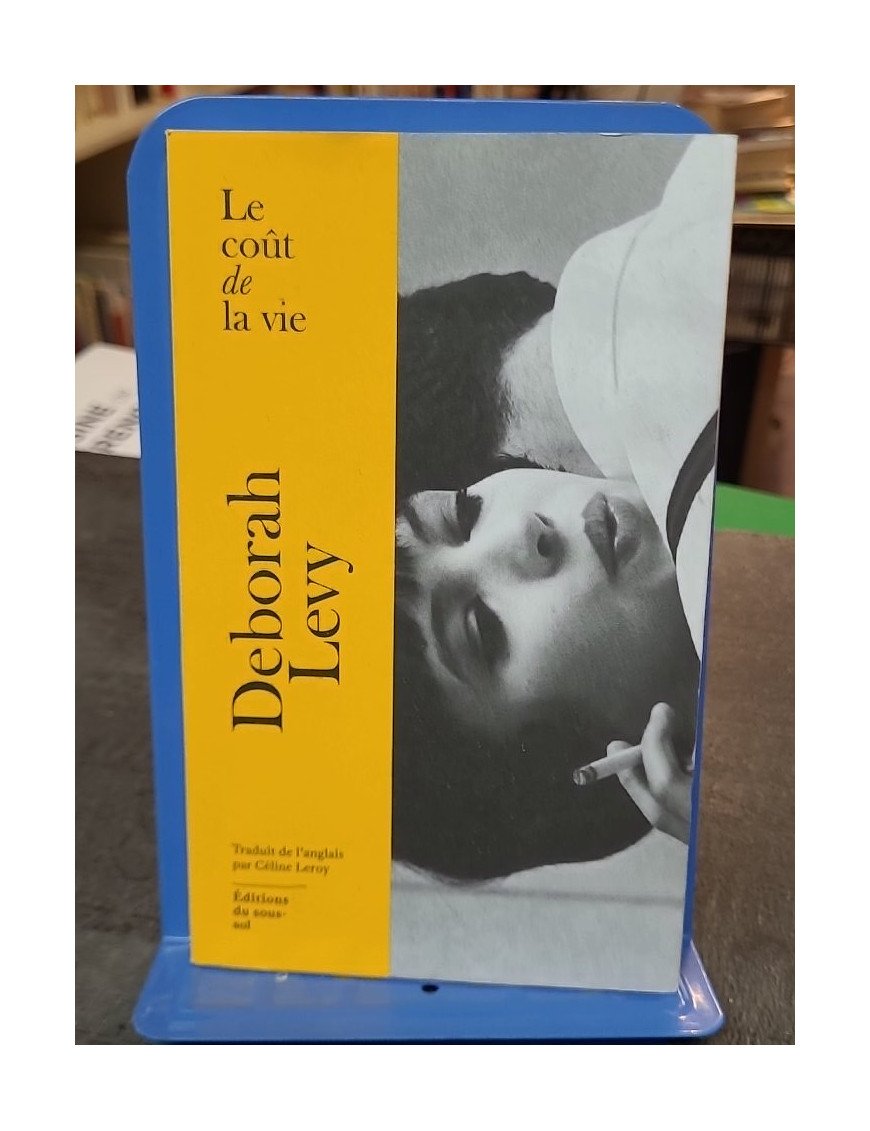 Le
coût
de
la vie
Deborah
Levy
Traduit de l'anglais
par Céline Leroy
Éditions
du sous-
sol